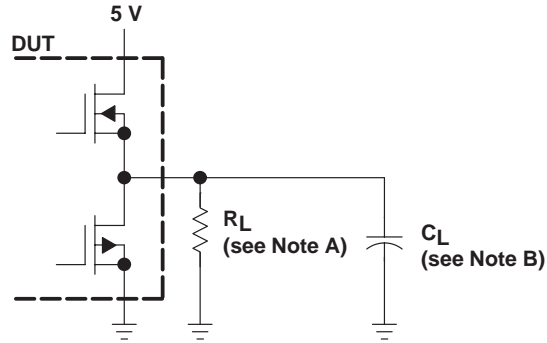 5 V
DUT
RL
(see Note A)
CL
(see Note B)